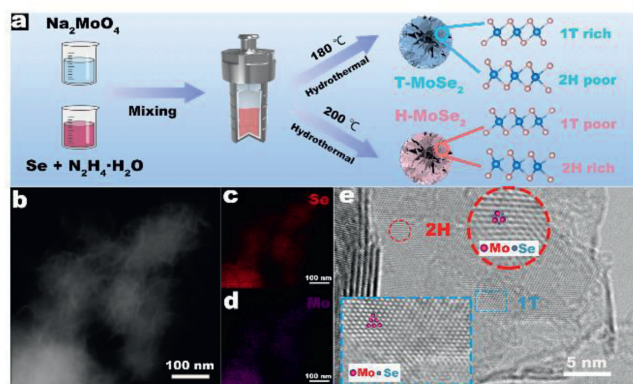 a
Na₂MoO₄
Se + N₂H₄·H₂O
Mixing
180 ℃
Hydrothermal
200 ℃
Hydrothermal
T-MoSe₂
H-MoSe₂
1T rich
2H poor
1T poor
2H rich
b
100 nm
c
Se
100 nm
d
Mo
100 nm
e
2H
Mo Se
1T
Mo Se
5 nm